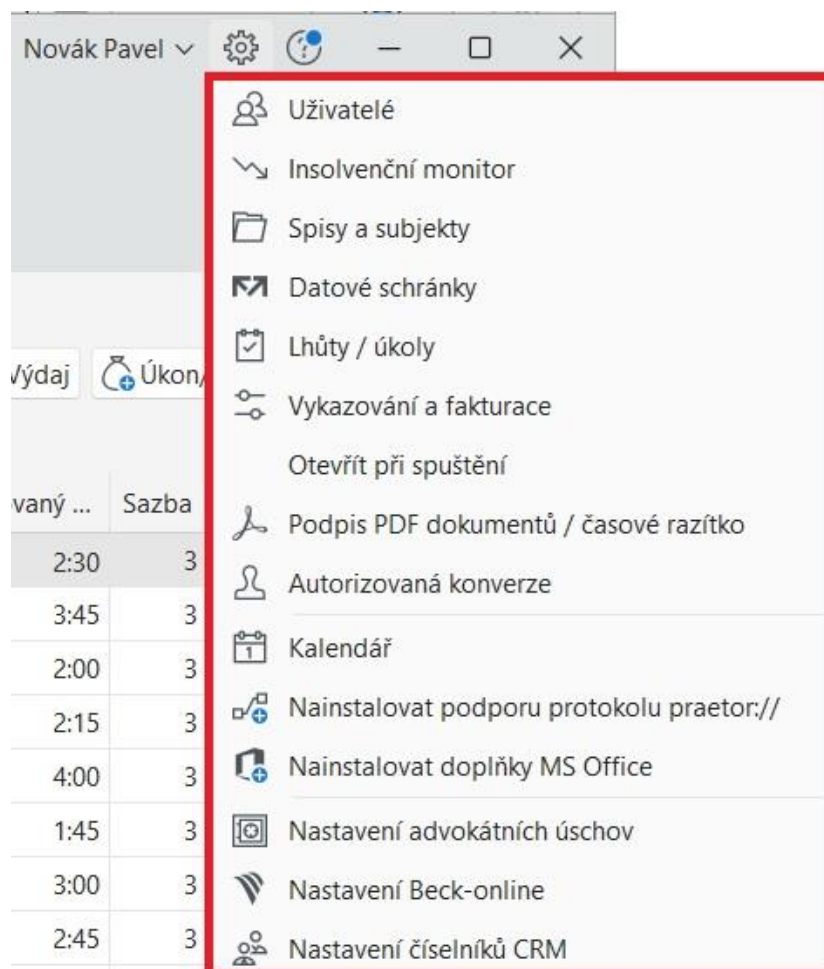 Novák Pavel
Uživatelé
Insolvenční monitor
Spisy a subjekty
Datové schránky
Lhůty / úkoly
Výdaj Úkon/
Vykazování a fakturace
Otevřít při spuštění
vaný ... Sazba
Podpis PDF dokumentů / časové razítko
2:30 3
Autorizovaná konverze
3:45 3
Kalendář
1
2:00 3
Nainstalovat podporu protokolu praetor://
2:15 3
Nainstalovat doplňky MS Office
4:00 3
Nastavení advokátních úschov
1:45 3
Nastavení Beck-online
3:00 3
Nastavení číselníků CRM
2:45 3